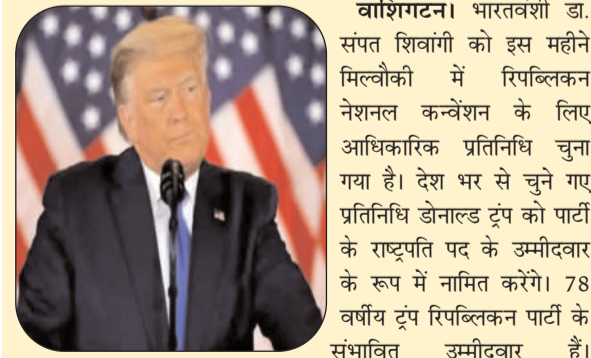 वाशिंगटन। भारतवंशी डा.
संपत शिवांगी को इस महीने
मिल्वौकी में रिपब्लिकन
नेशनल कन्वेंशन के लिए
आधिकारिक प्रतिनिधि चुना
गया है। देश भर से चुने गए
प्रतिनिधि डोनाल्ड ट्रंप को पार्टी
के राष्ट्रपति पद के उम्मीदवार
के रूप में नामित करेंगे। 78
वर्षीय ट्रंप रिपब्लिकन पार्टी के
संभावित उम्मीदवार हैं।